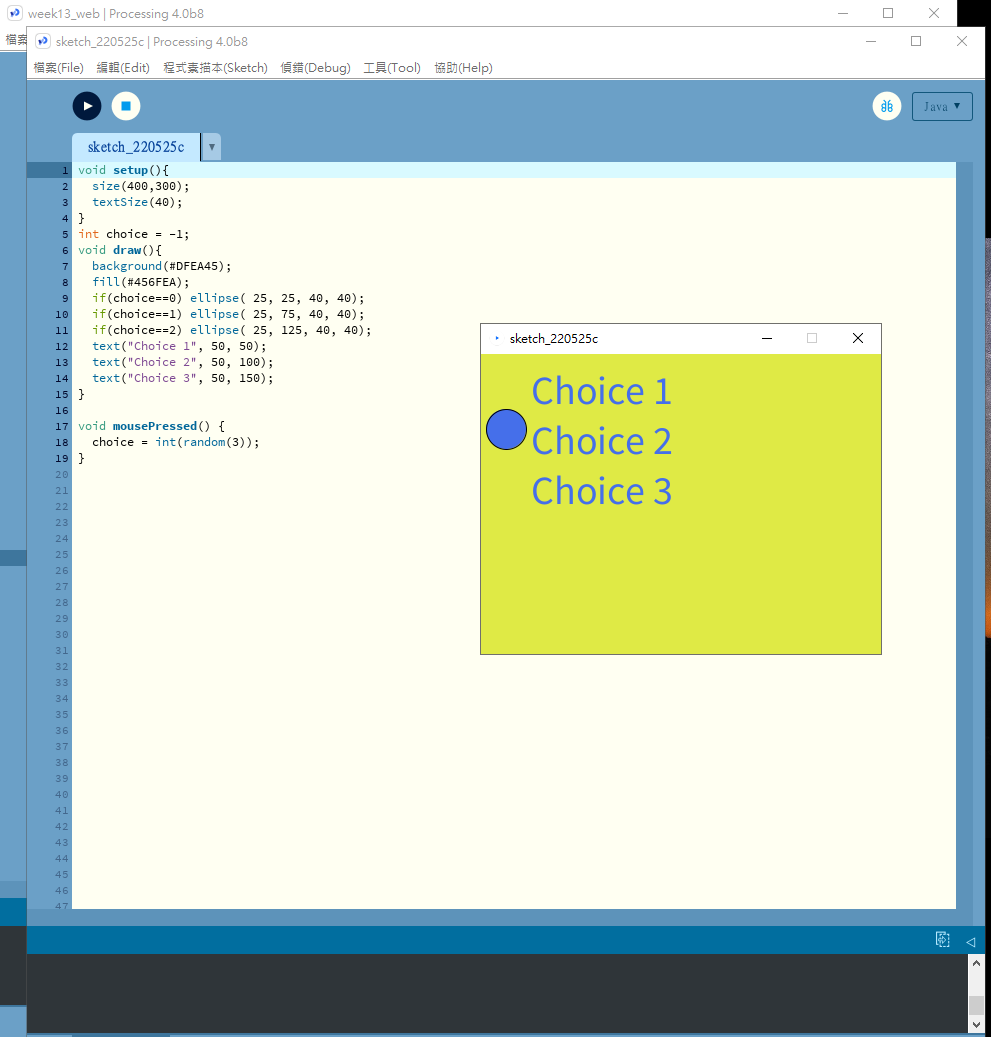 week13_web | Processing 4.0b8
檔案
sketch_220525c | Processing 4.0b8
檔案(File) 編輯(Edit) 程式素描本(Sketch) 偵錯(Debug) 工具(Tool) 協助(Help)
Java ▼
sketch_220525c ▼
1 void setup(){
2 size(400,300);
3 textSize(40);
4 }
5 int choice = -1;
6 void draw(){
7 background(#DFEA45);
8 fill(#456FEA);
9 if(choice==0) ellipse( 25, 25, 40, 40);
10 if(choice==1) ellipse( 25, 75, 40, 40);
11 if(choice==2) ellipse( 25, 125, 40, 40);
12 text("Choice 1", 50, 50);
13 text("Choice 2", 50, 100);
14 text("Choice 3", 50, 150);
15 }
16
17 void mousePressed() {
18 choice = int(random(3));
19 }
20
21
22
23
24
25
26
27
28
29
30
31
32
33
34
35
36
37
38
39
40
41
42
43
44
45
46
47
sketch_220525c
Choice 1
Choice 2
Choice 3